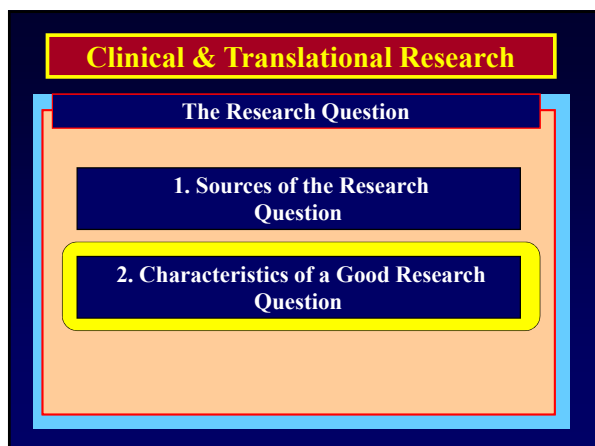 Clinical & Translational Research
The Research Question
1. Sources of the Research
Question
2. Characteristics of a Good Research
Question